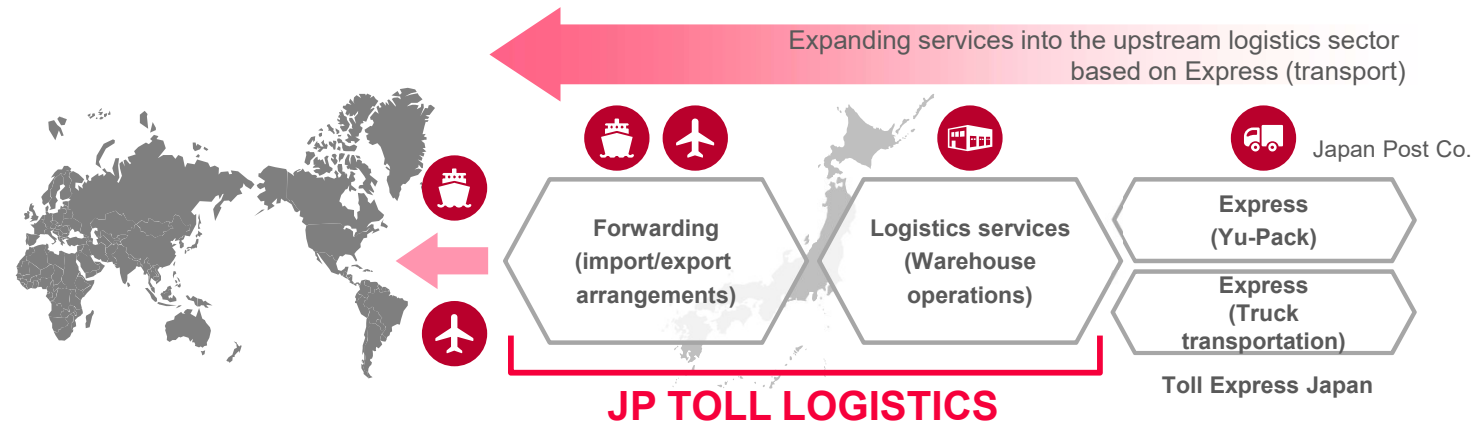 Expanding services into the upstream logistics sector
based on Express (transport)
Japan Post Co.
Forwarding
(import/export
arrangements)
Logistics services
(Warehouse
operations)
Express
(Yu-Pack)
Express
(Truck
transportation)
Toll Express Japan
JP TOLL LOGISTICS